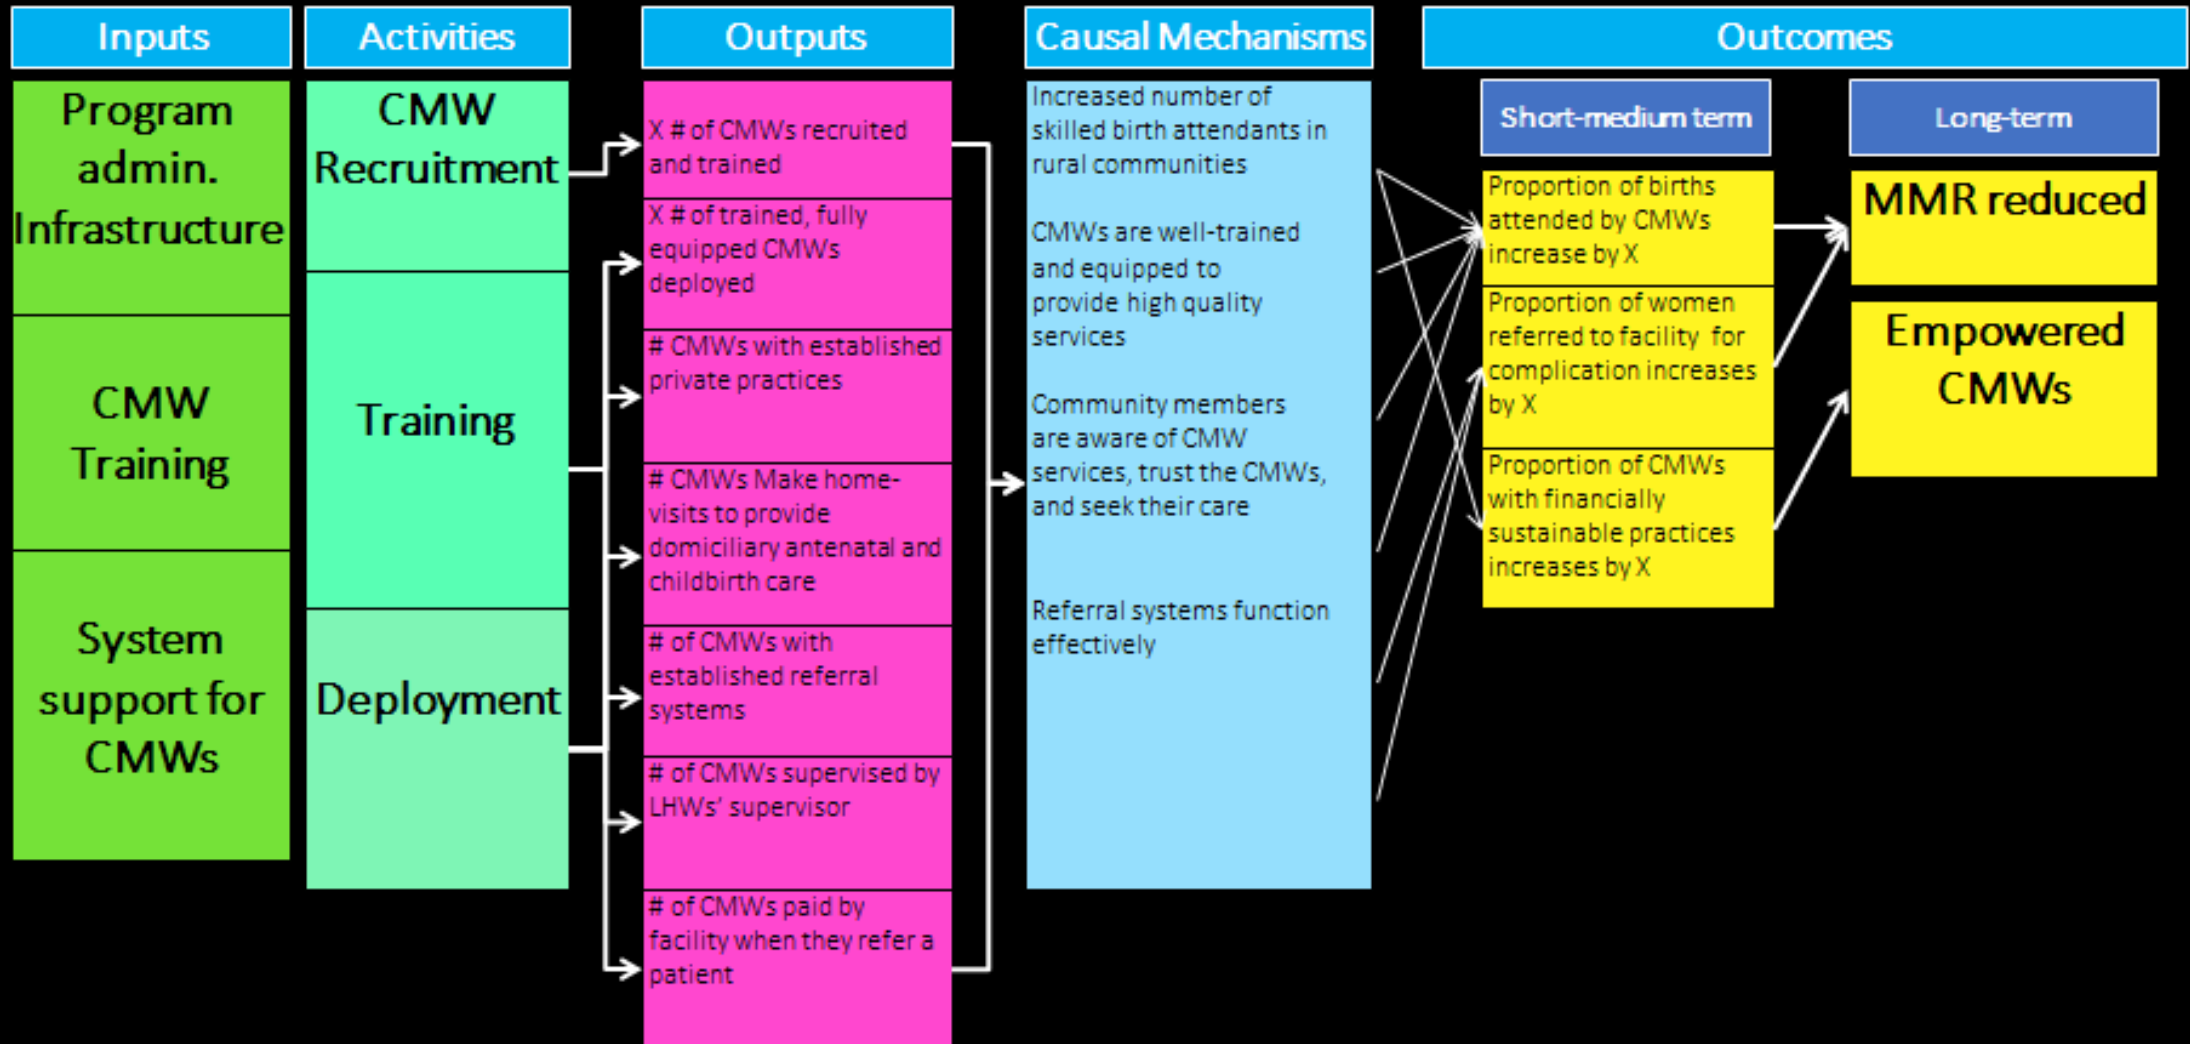 Inputs
Activities
Outputs
Causal Mechanisms
Outcomes
Program
admin.
Infrastructure
CMW
Training
System
support for
CMWs
CMW
Recruitment
Training
Deployment
X # of CMWs recruited
and trained
X # of trained, fully
equipped CMWs
deployed
# CMWs with established
private practices
# CMWs Make home-
visits to provide
domiciliary antenatal and
childbirth care
# of CMWs with
established referral
systems
# of CMWs supervised by
LHWs’ supervisor
# of CMWs paid by
facility when they refer a
patient
Increased number of
skilled birth attendants in
rural communities
CMWs are well-trained
and equipped to
provide high quality
services
Community members
are aware of CMW
services, trust the CMWs,
and seek their care
Referral systems function
effectively
Short-medium term
Proportion of births
attended by CMWs
increase by X
Proportion of women
referred to facility for
complication increases
by X
Proportion of CMWs
with financially
sustainable practices
increases by X
Long-term
MMR reduced
Empowered
CMWs